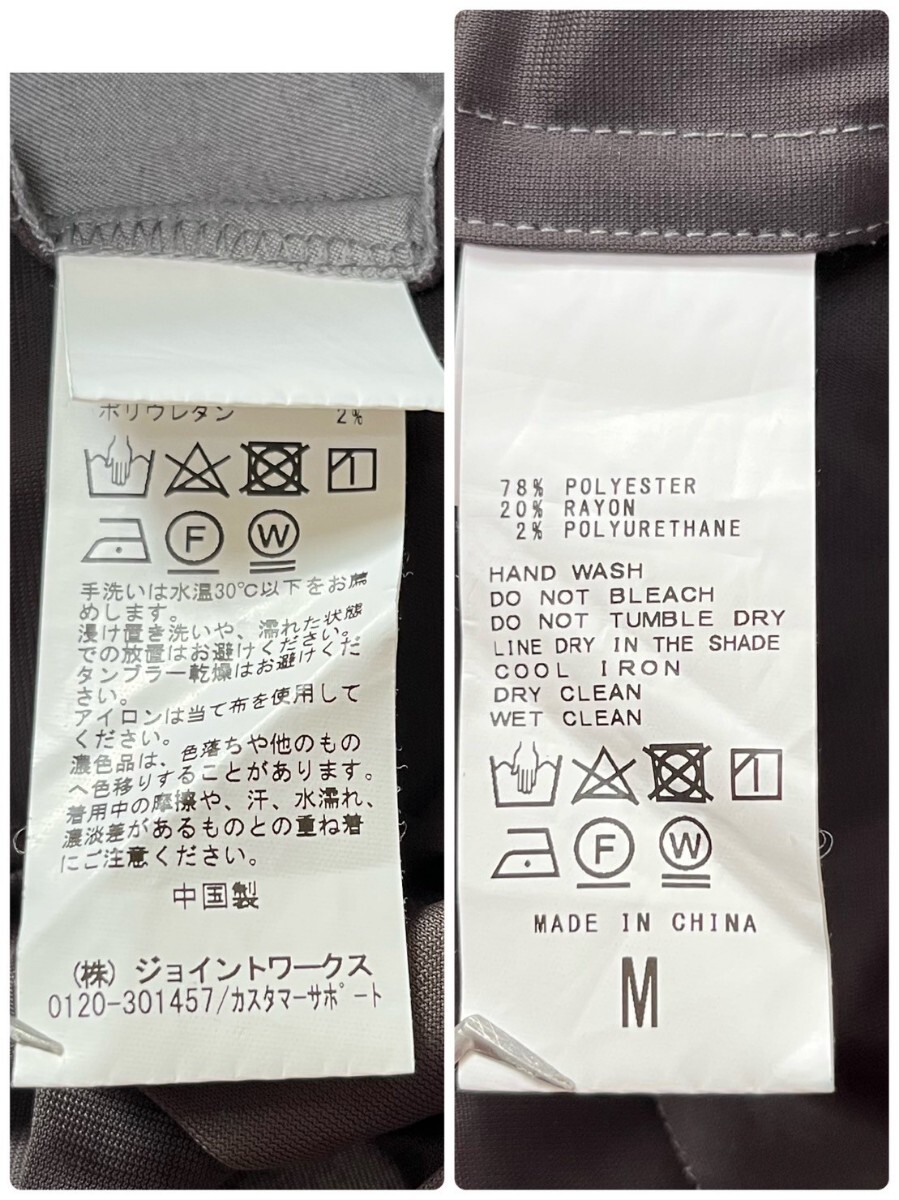 ポリウレタン 2%
F W
手洗いは水温30℃以下をお薦
めします。
浸け置き洗いや、濡れた状態
での放置はお避けください。
タンブラー乾燥はお避けくだ
さい。
アイロンは当て布を使用して
ください。
濃色品は、色落ちや他のもの
へ色移りすることがあります。
着用中の摩擦や、汗、水濡れ、
濃淡差があるものとの重ね着
にご注意ください。
中国製
(株) ジョイントワークス
0120-301457/カスタマーサポート
78% POLYESTER
20% RAYON
2% POLYURETHANE
HAND WASH
DO NOT BLEACH
DO NOT TUMBLE DRY
LINE DRY IN THE SHADE
COOL IRON
DRY CLEAN
WET CLEAN
F W
MADE IN CHINA
M